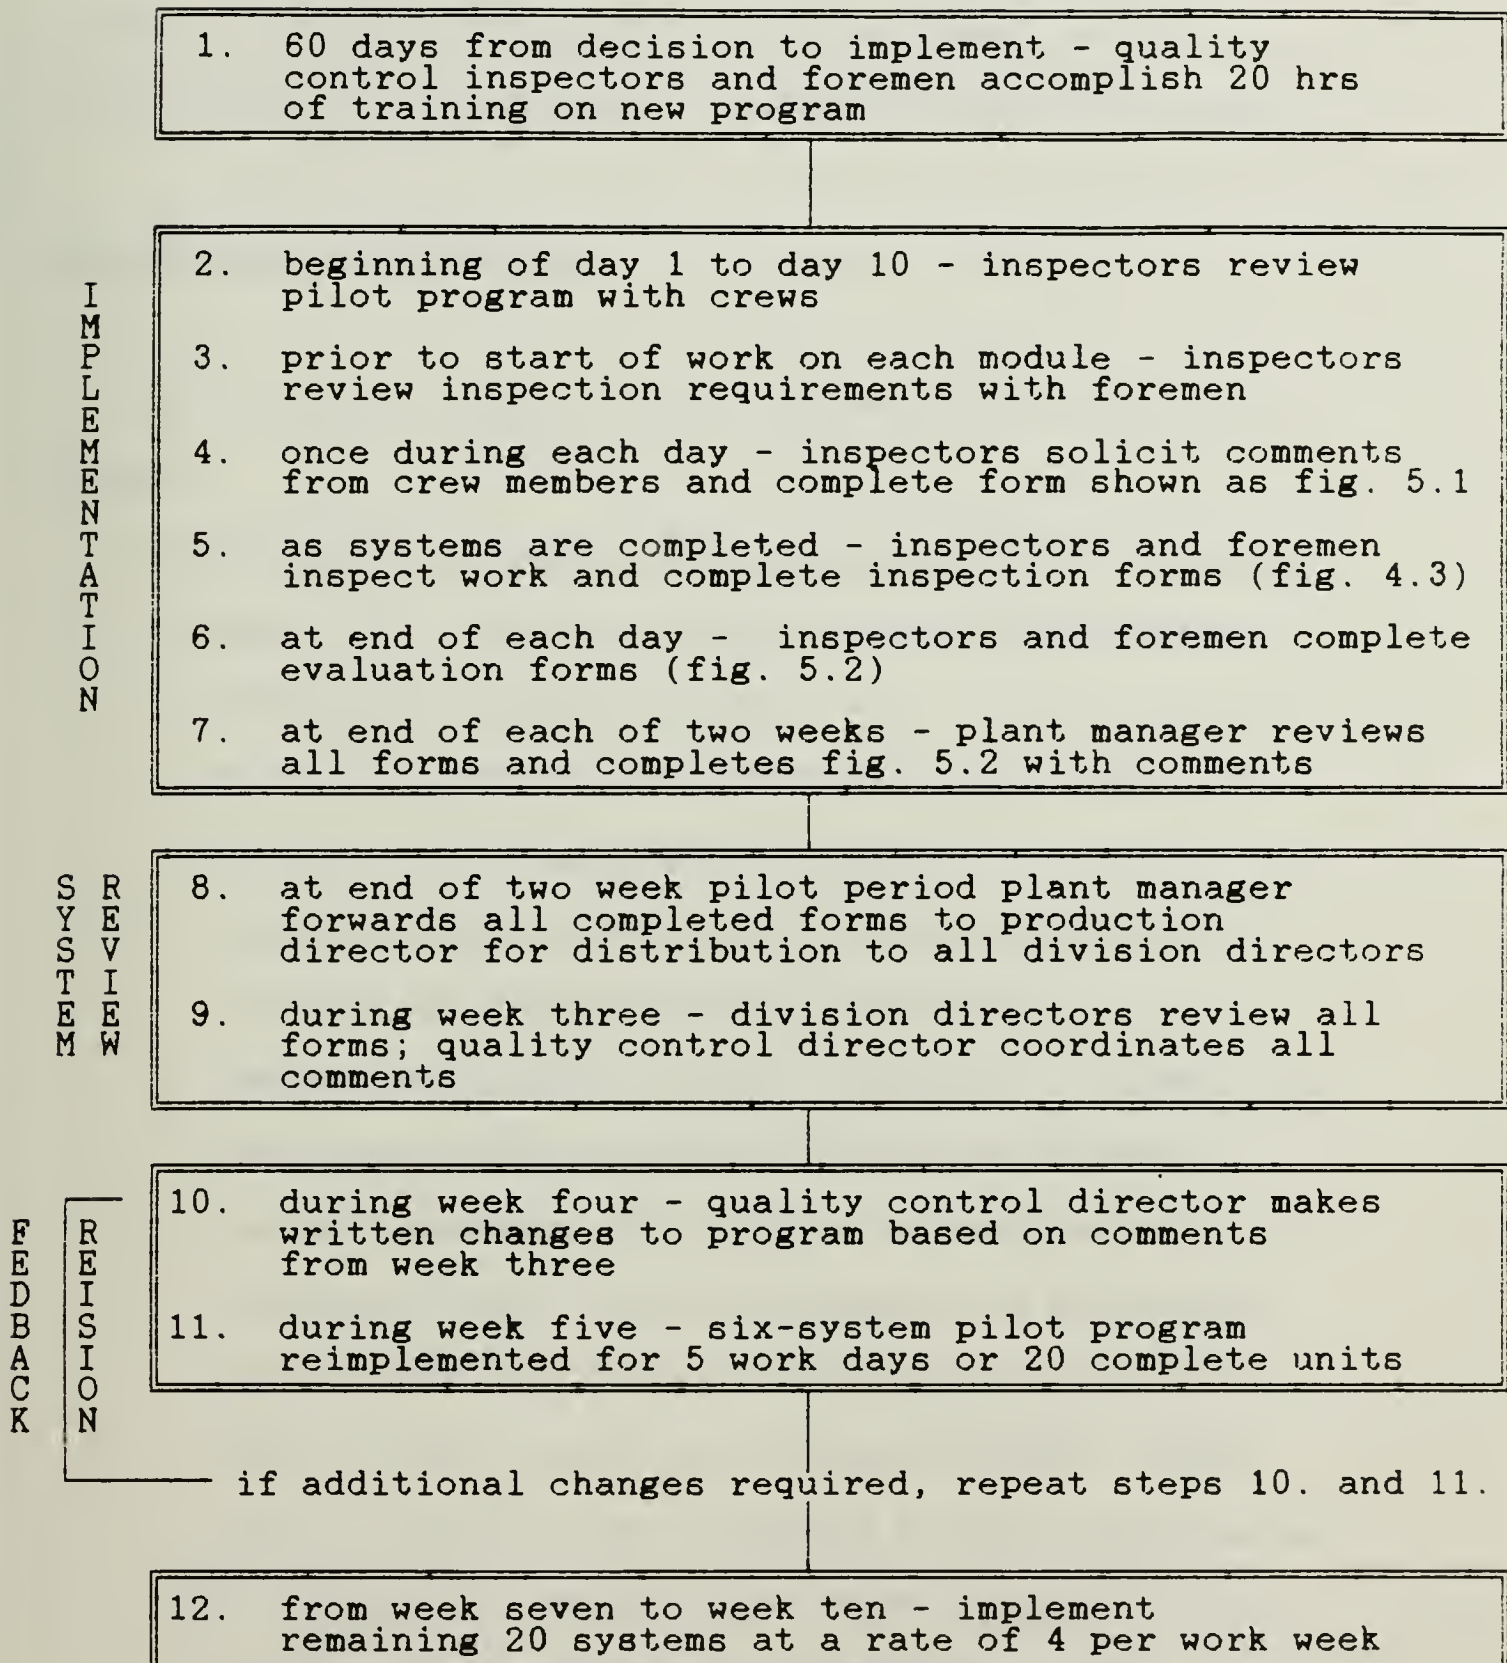 1. 60 days from decision to implement - quality
control inspectors and foremen accomplish 20 hrs
of training on new program
IMPLEMENTATION
2. beginning of day 1 to day 10 - inspectors review
pilot program with crews
3. prior to start of work on each module - inspectors
review inspection requirements with foremen
4. once during each day - inspectors solicit comments
from crew members and complete form shown as fig. 5.1
5. as systems are completed - inspectors and foremen
inspect work and complete inspection forms (fig. 4.3)
6. at end of each day - inspectors and foremen complete
evaluation forms (fig. 5.2)
7. at end of each of two weeks - plant manager reviews
all forms and completes fig. 5.2 with comments
SYSTEM
REVIEW
8. at end of two week pilot period plant manager
forwards all completed forms to production
director for distribution to all division directors
9. during week three - division directors review all
forms; quality control director coordinates all
comments
FEDBACK
REISION
10. during week four - quality control director makes
written changes to program based on comments
from week three
11. during week five - six-system pilot program
reimplemented for 5 work days or 20 complete units
if additional changes required, repeat steps 10. and 11.
12. from week seven to week ten - implement
remaining 20 systems at a rate of 4 per work week